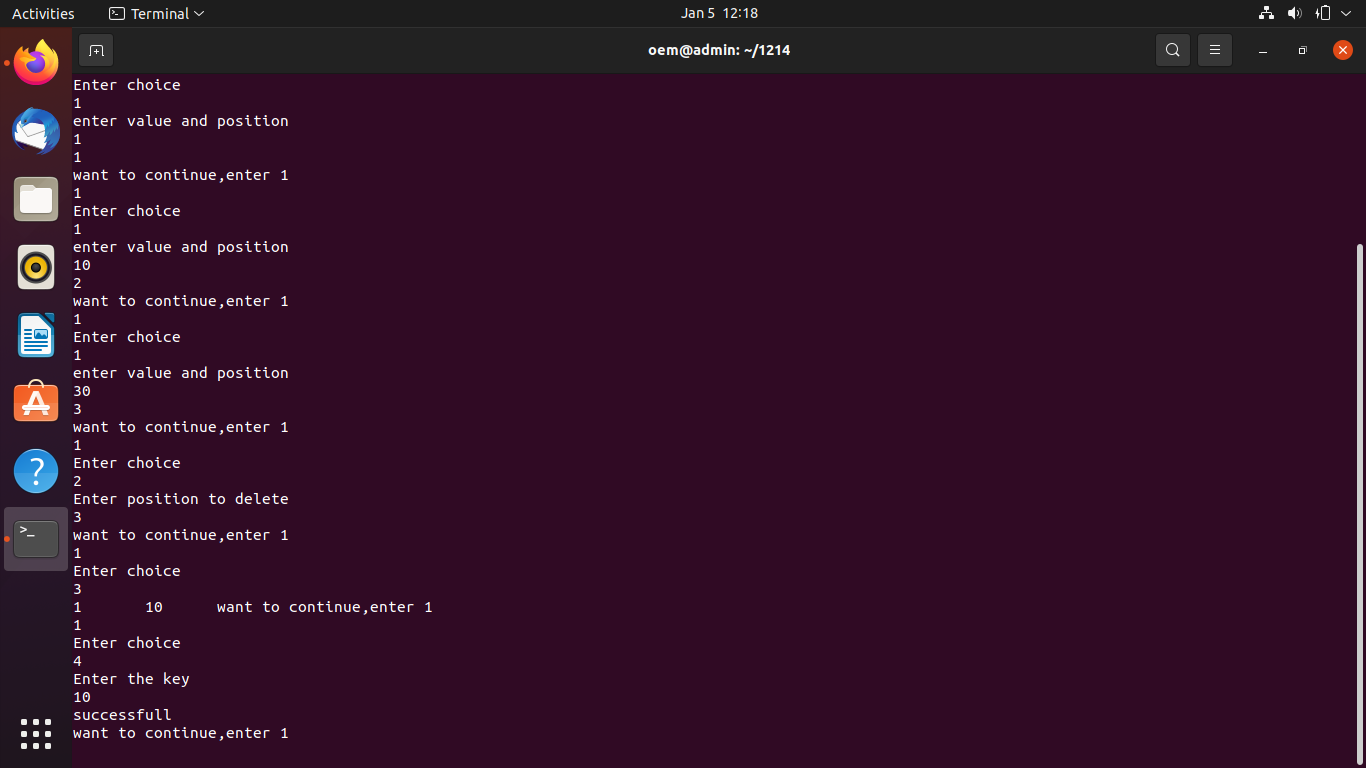 Activities Terminal Jan 5 12:18
oem@admin: ~/1214
Enter choice
1
enter value and position
1
1
want to continue,enter 1
1
Enter choice
1
enter value and position
10
2
want to continue,enter 1
1
Enter choice
1
enter value and position
30
3
want to continue,enter 1
1
Enter choice
2
Enter position to delete
3
want to continue,enter 1
1
Enter choice
3
1 10 want to continue,enter 1
1
Enter choice
4
Enter the key
10
successfull
want to continue,enter 1